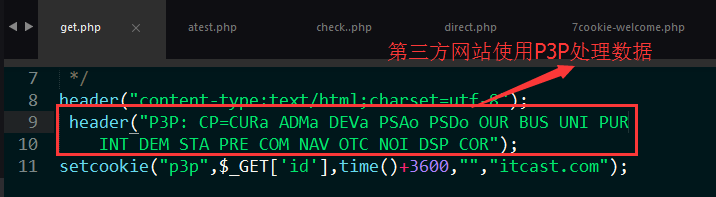 get.php atest.php check..php direct.php 7cookie-welcome.php
第三方网站使用P3P处理数据
7 */
8 header("content-type:text/html;charset=utf-8");
9 header("P3P: CP=CURa ADMa DEVa PSAo PSDo OUR BUS UNI PUR
10 INT DEM STA PRE COM NAV OTC NOI DSP COR");
11 setcookie("p3p",$_GET['id'],time()+3600,"","itcast.com");